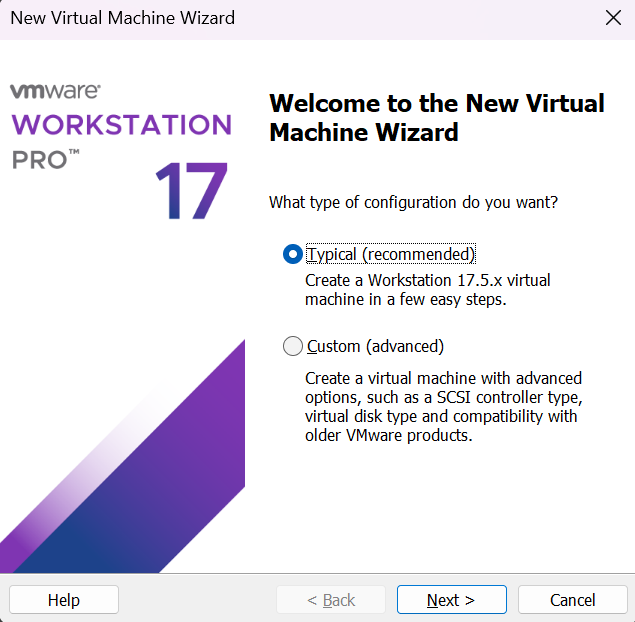 New Virtual Machine Wizard
vmware®
WORKSTATION
PRO™
17
Welcome to the New Virtual
Machine Wizard
What type of configuration do you want?
Typical (recommended)
Create a Workstation 17.5.x virtual
machine in a few easy steps.
Custom (advanced)
Create a virtual machine with advanced
options, such as a SCSI controller type,
virtual disk type and compatibility with
older VMware products.
Help
< Back
Next >
Cancel